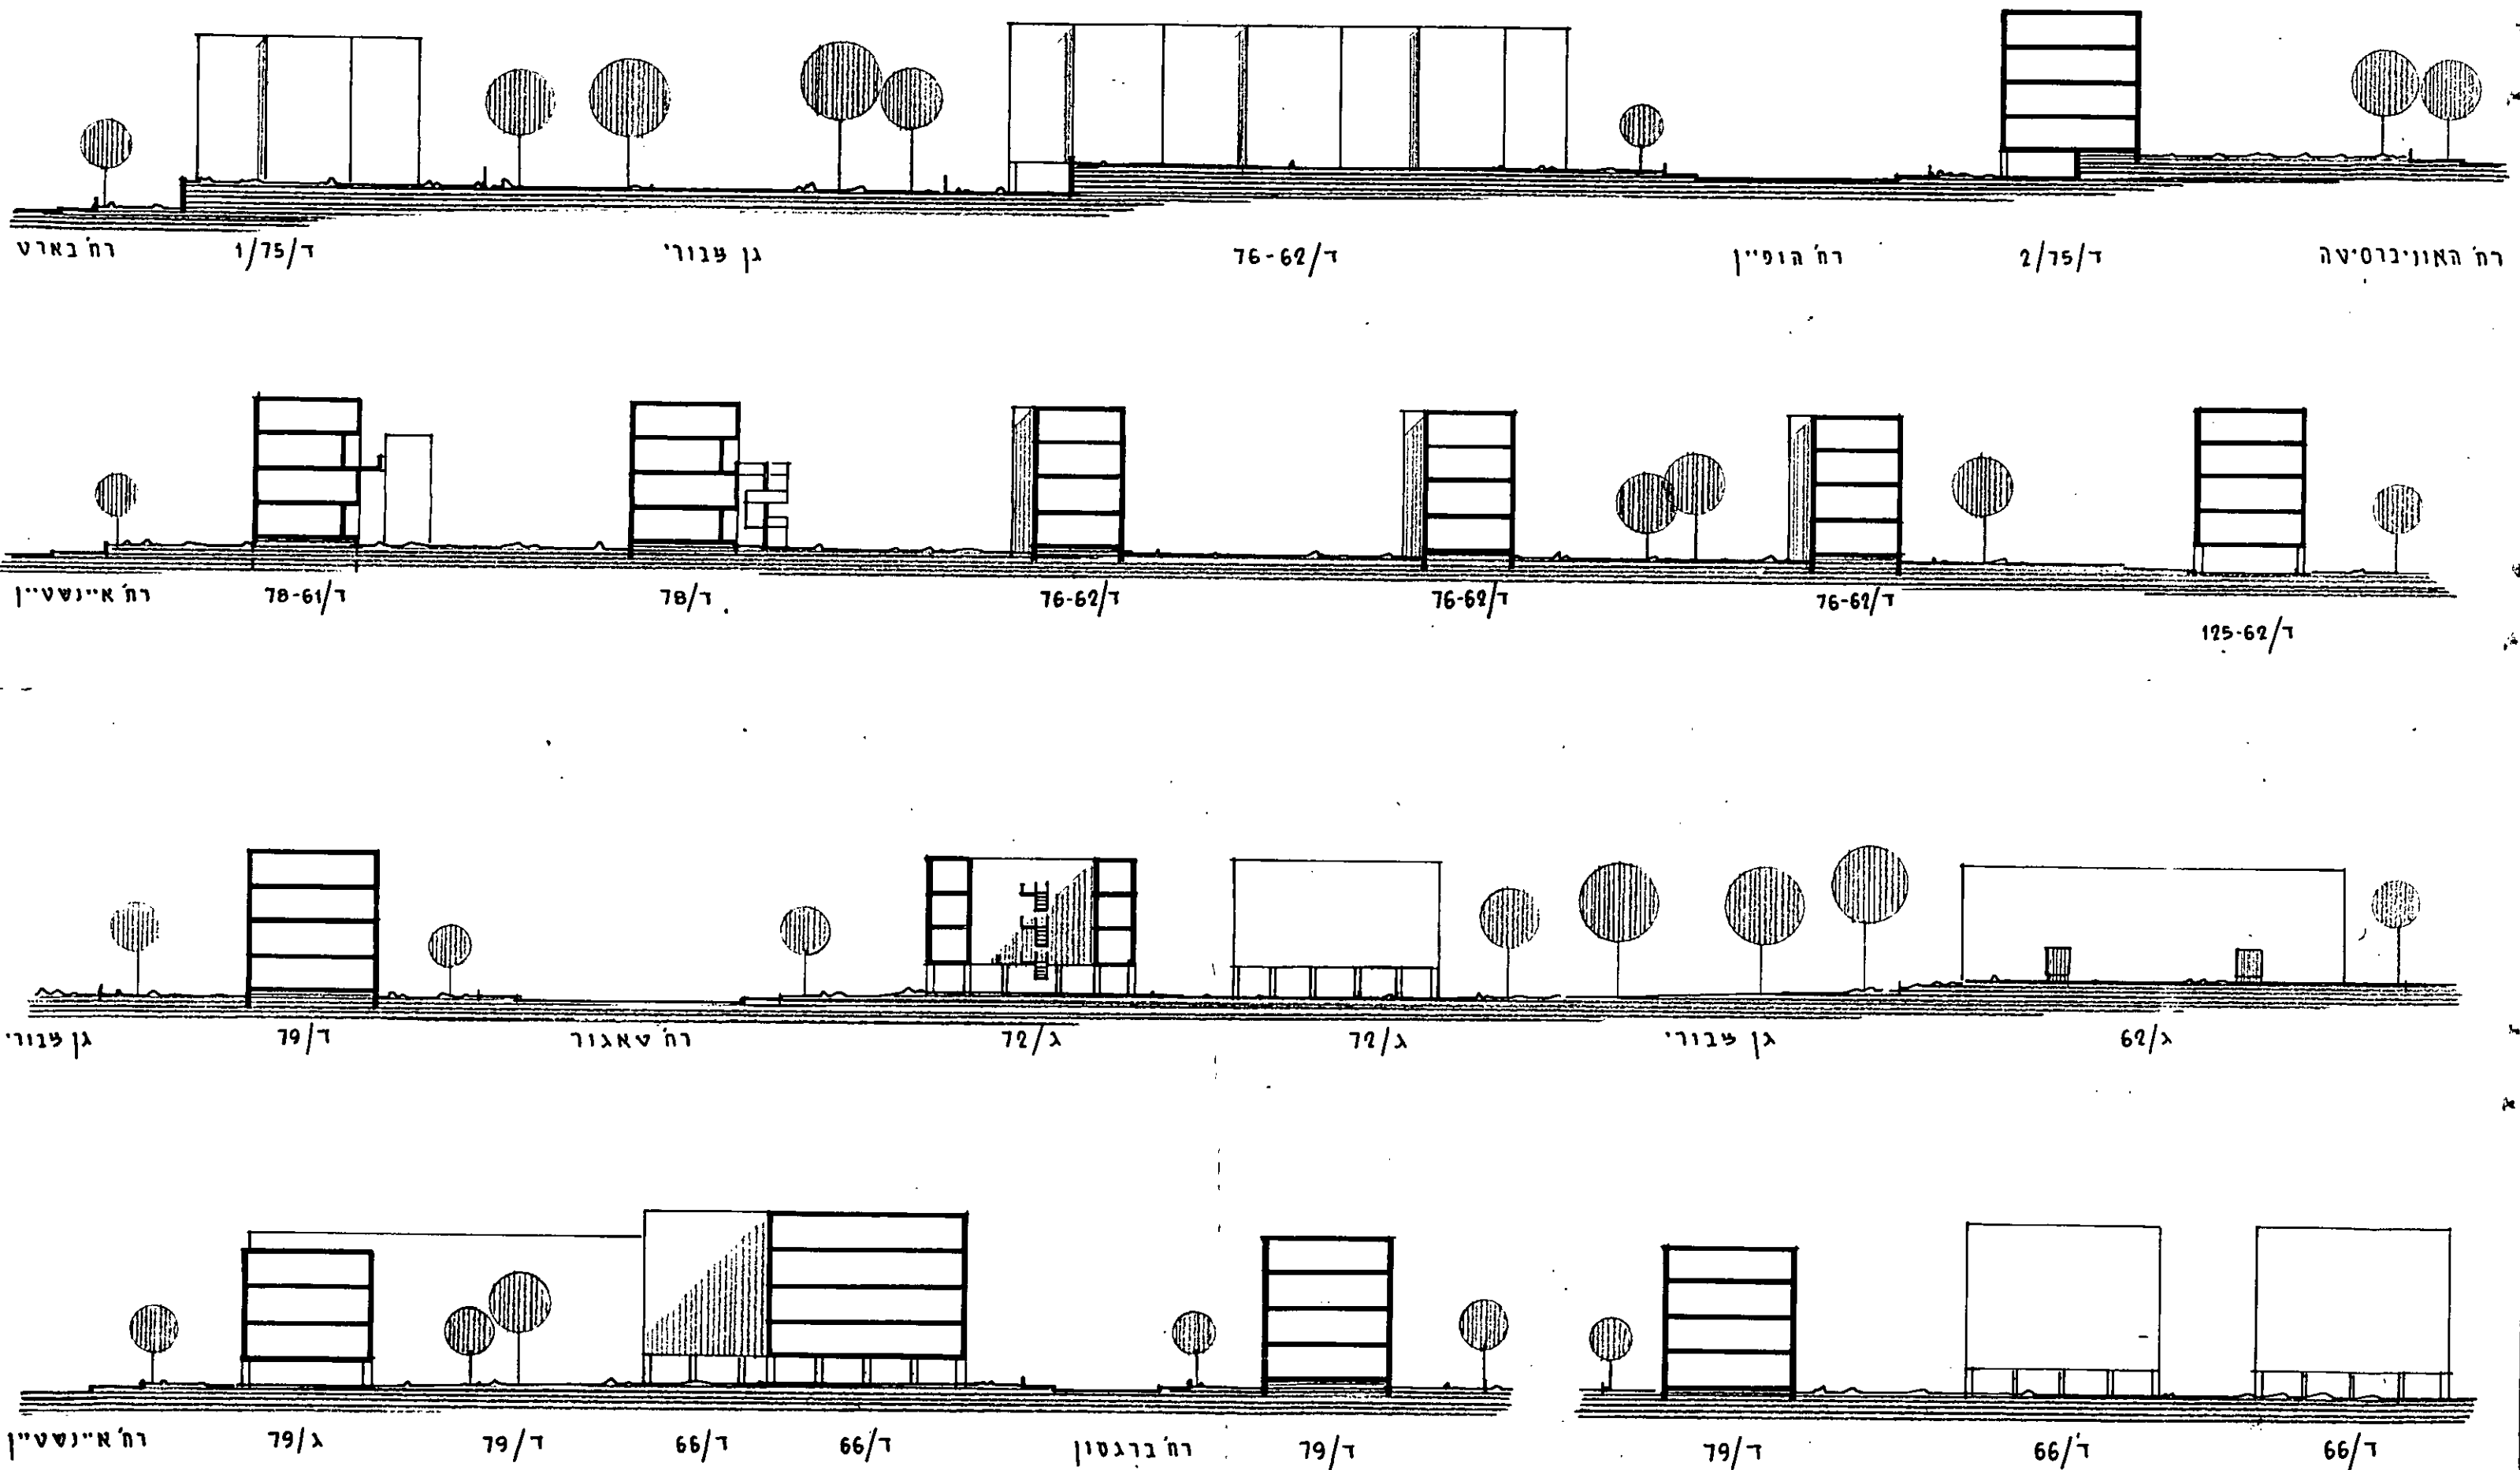 רח' האוניברסיטה
ד/75/2
רח' הופיין
ד/76-62
גן צבורי
ד/75/1
רח' בארט
ד/125-62
ד/76-62
ד/76-62
ד/76-62
ד/78
ד/78-61
רח' איינשטיין
ג/62
גן צבורי
ג/72
ג/72
רח' טאגור
ד/79
גן צבורי
ד/66
ד/66
ד/79
ד/79
רח' ברגסון
ד/66
ד/66
ד/79
ג/79
רח' איינשטיין